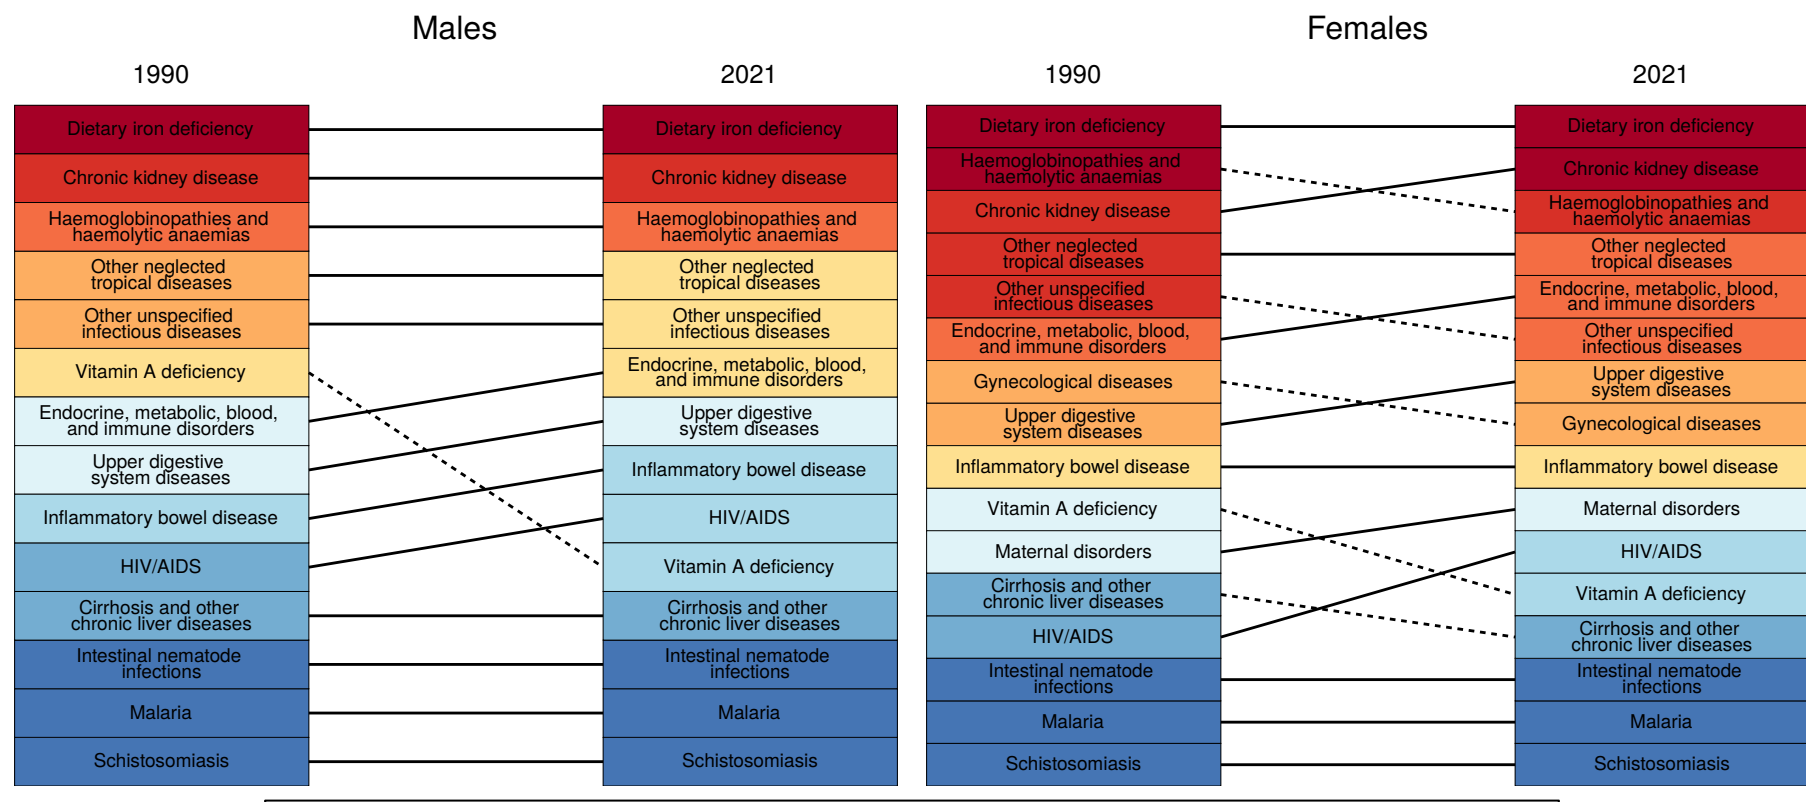 Males
1990
2021
Dietary iron deficiency
Chronic kidney disease
Haemoglobinopathies and
haemolytic anaemias
Other neglected
tropical diseases
Other unspecified
infectious diseases
Vitamin A deficiency
Endocrine, metabolic, blood,
and immune disorders
Upper digestive
system diseases
Inflammatory bowel disease
HIV/AIDS
Cirrhosis and other
chronic liver diseases
Intestinal nematode
infections
Malaria
Schistosomiasis
Dietary iron deficiency
Chronic kidney disease
Haemoglobinopathies and
haemolytic anaemias
Other neglected
tropical diseases
Other unspecified
infectious diseases
Endocrine, metabolic, blood,
and immune disorders
Upper digestive
system diseases
Inflammatory bowel disease
HIV/AIDS
Vitamin A deficiency
Cirrhosis and other
chronic liver diseases
Intestinal nematode
infections
Malaria
Schistosomiasis
Females
1990
2021
Dietary iron deficiency
Haemoglobinopathies and
haemolytic anaemias
Chronic kidney disease
Other neglected
tropical diseases
Other unspecified
infectious diseases
Endocrine, metabolic, blood,
and immune disorders
Gynecological diseases
Upper digestive
system diseases
Inflammatory bowel disease
Vitamin A deficiency
Maternal disorders
Cirrhosis and other
chronic liver diseases
HIV/AIDS
Intestinal nematode
infections
Malaria
Schistosomiasis
Dietary iron deficiency
Chronic kidney disease
Haemoglobinopathies and
haemolytic anaemias
Other neglected
tropical diseases
Endocrine, metabolic, blood,
and immune disorders
Other unspecified
infectious diseases
Upper digestive
system diseases
Gynecological diseases
Inflammatory bowel disease
Maternal disorders
HIV/AIDS
Vitamin A deficiency
Cirrhosis and other
chronic liver diseases
Intestinal nematode
infections
Malaria
Schistosomiasis